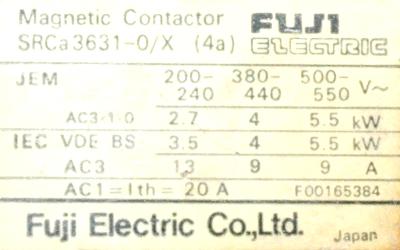 Magnetic Contactor FUJI
SRCa3631-0/X (4a) ELECTRIC
JEM 200-240 380-440 500-550 V~
AC3-1-0 2.7 4 5.5 kW
IEC VDE BS 3.5 4 5.5 kW
AC3 13 9 9 A
AC1=Ith=20 A F00165384
Fuji Electric Co.,Ltd. Japan